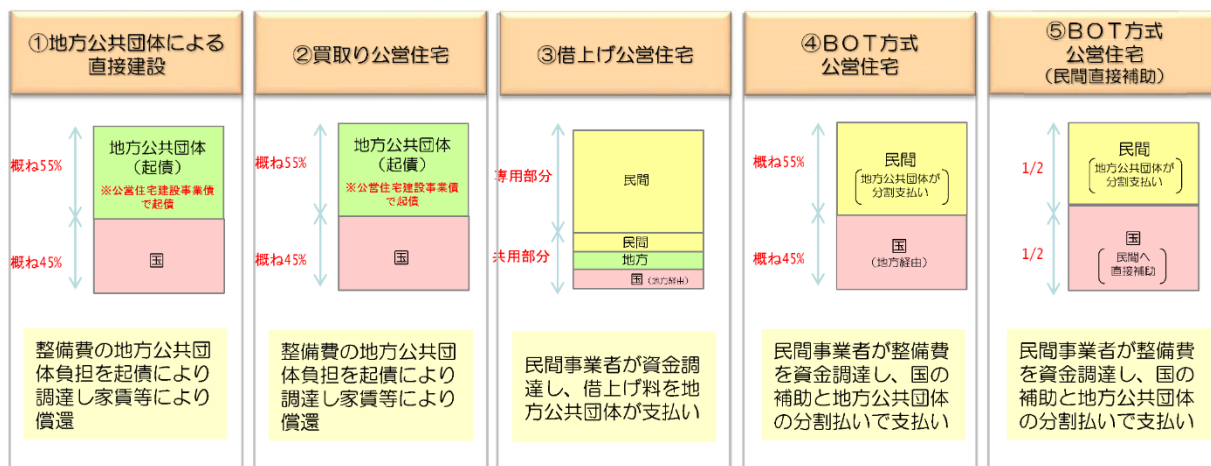 ①地方公共団体による
直接建設
概ね55%
地方公共団体
(起債)
※公営住宅建設事業債
で起債
概ね45%
国
整備費の地方公共団
体負担を起債により
調達し家賃等により
償還
②買取り公営住宅
概ね55%
地方公共団体
(起債)
※公営住宅建設事業債
で起債
概ね45%
国
整備費の地方公共団
体負担を起債により
調達し家賃等により
償還
③借上げ公営住宅
専用部分
民間
共用部分
民間
地方
国(地方経由)
民間事業者が資金調
達し、借上げ料を地
方公共団体が支払い
④BOT方式
公営住宅
概ね55%
民間
(地方公共団体が
分割支払い)
概ね45%
国
(地方経由)
民間事業者が整備費
を資金調達し、国の
補助と地方公共団体
の分割払いで支払い
⑤BOT方式
公営住宅
(民間直接補助)
1/2
民間
(地方公共団体が
分割支払い)
1/2
国
(民間へ
直接補助)
民間事業者が整備費
を資金調達し、国の
補助と地方公共団体
の分割払いで支払い